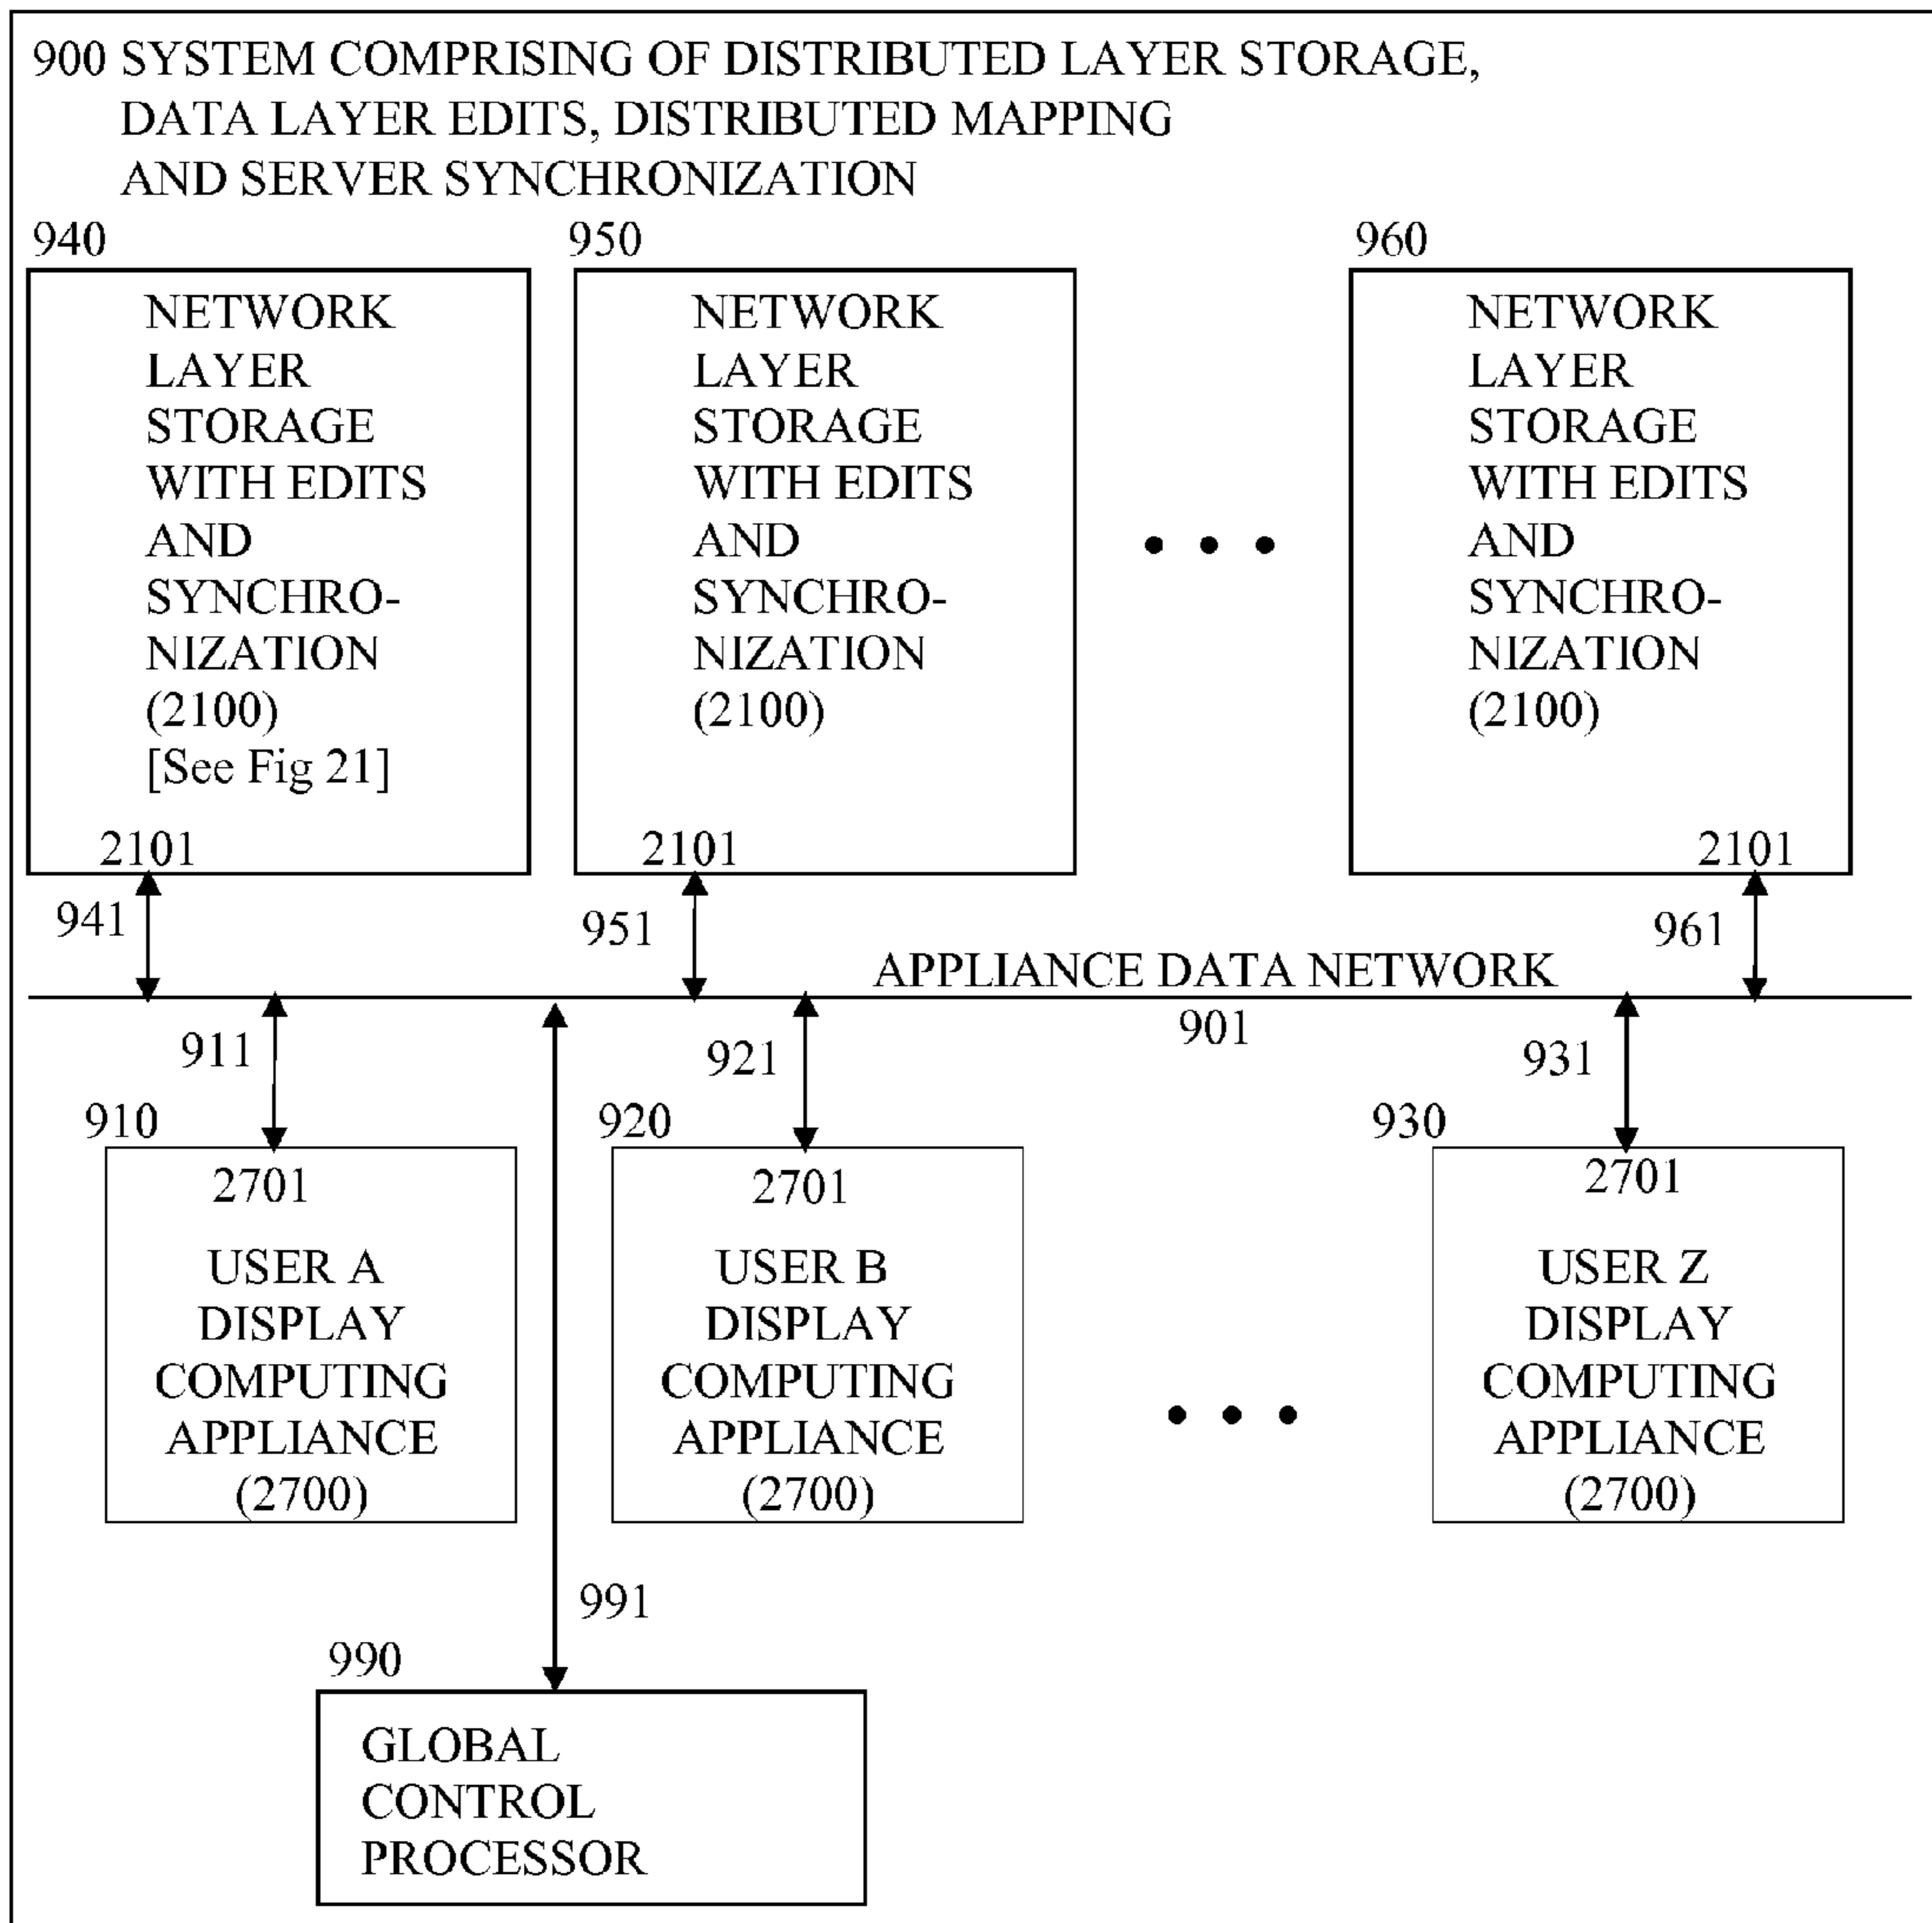 900 SYSTEM COMPRISING OF DISTRIBUTED LAYER STORAGE,
DATA LAYER EDITS, DISTRIBUTED MAPPING
AND SERVER SYNCHRONIZATION
940
NETWORK
LAYER
STORAGE
WITH EDITS
AND
SYNCHRO-
NIZATION
(2100)
[See Fig 21]
2101
950
NETWORK
LAYER
STORAGE
WITH EDITS
AND
SYNCHRO-
NIZATION
(2100)
2101
960
NETWORK
LAYER
STORAGE
WITH EDITS
AND
SYNCHRO-
NIZATION
(2100)
2101
941
951
961
APPLIANCE DATA NETWORK
901
911
921
931
910
2701
USER A
DISPLAY
COMPUTING
APPLIANCE
(2700)
920
2701
USER B
DISPLAY
COMPUTING
APPLIANCE
(2700)
930
2701
USER Z
DISPLAY
COMPUTING
APPLIANCE
(2700)
991
990
GLOBAL
CONTROL
PROCESSOR